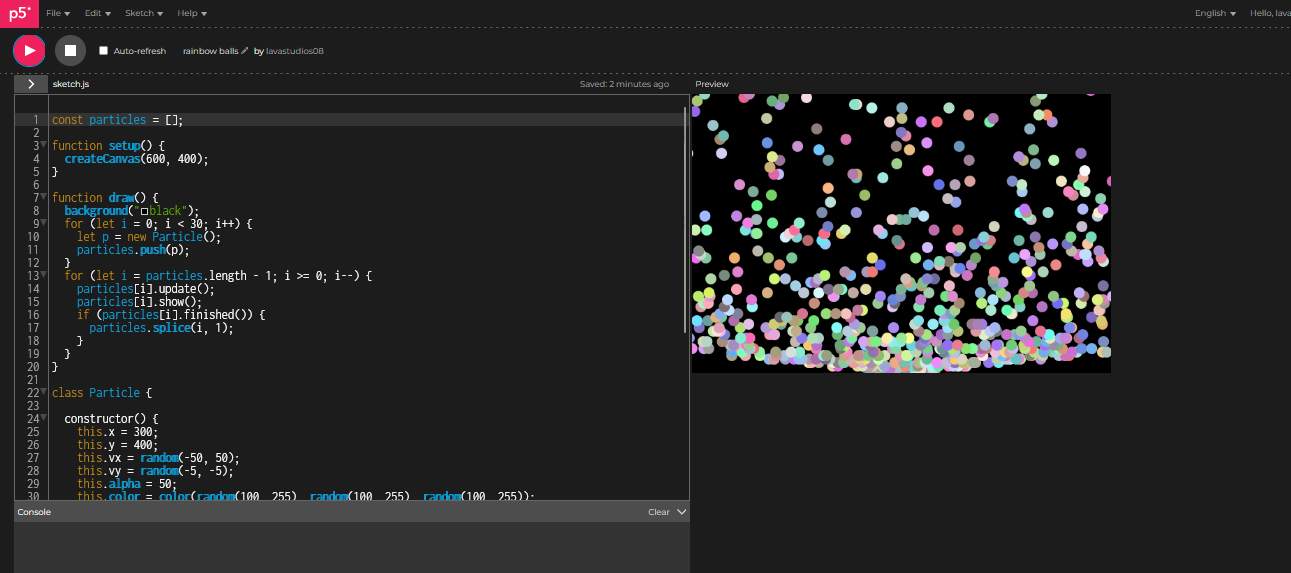 p5* File Edit Sketch Help English Hello, lava
Auto-refresh rainbow balls by lavastudios08
sketch.js Saved: 2 minutes ago Preview
1 const particles = [];
2
3 function setup() {
4 createCanvas(600, 400);
5 }
6
7 function draw() {
8 background("black");
9 for (let i = 0; i < 30; i++) {
10 let p = new Particle();
11 particles.push(p);
12 }
13 for (let i = particles.length - 1; i >= 0; i--) {
14 particles[i].update();
15 particles[i].show();
16 if (particles[i].finished()) {
17 particles.splice(i, 1);
18 }
19 }
20 }
21
22 class Particle {
23
24 constructor() {
25 this.x = 300;
26 this.y = 400;
27 this.vx = random(-50, 50);
28 this.vy = random(-5, -5);
29 this.alpha = 50;
30 this.color = color(random(100, 255), random(100, 255), random(100, 255));
Console Clear